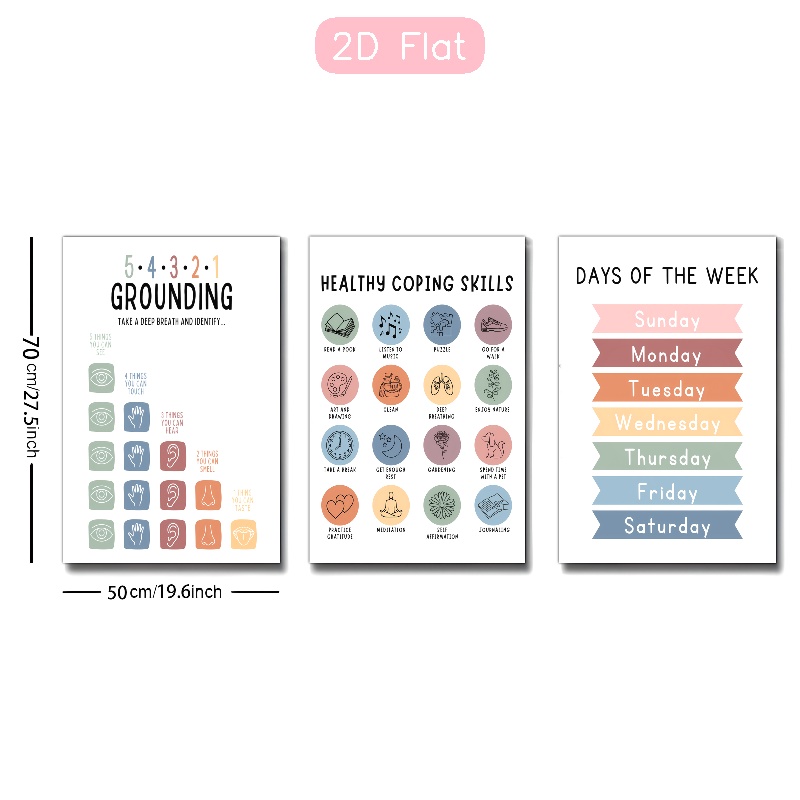 2D Flat
70cm/27.5inch
50cm/19.6inch
5•4•3•2•1
GROUNDING
TAKE A DEEP BREATH AND IDENTIFY...
5 THINGS
YOU CAN
SEE
4 THINGS
YOU CAN
TOUCH
3 THINGS
YOU CAN
HEAR
2 THINGS
YOU CAN
SMELL
1 THING
YOU CAN
TASTE
HEALTHY COPING SKILLS
READ A BOOK
LISTEN TO
MUSIC
PUZZLE
GO FOR A
WALK
ART AND
DRAWING
CLEAN
DEEP
BREATHING
ENJOY NATURE
TAKE A BREAK
GET ENOUGH
REST
GARDENING
SPEND TIME
WITH A PET
PRACTICE
GRATITUDE
MEDITATION
SELF
AFFIRMATION
JOURNALING
DAYS OF THE WEEK
Sunday
Monday
Tuesday
Wednesday
Thursday
Friday
Saturday